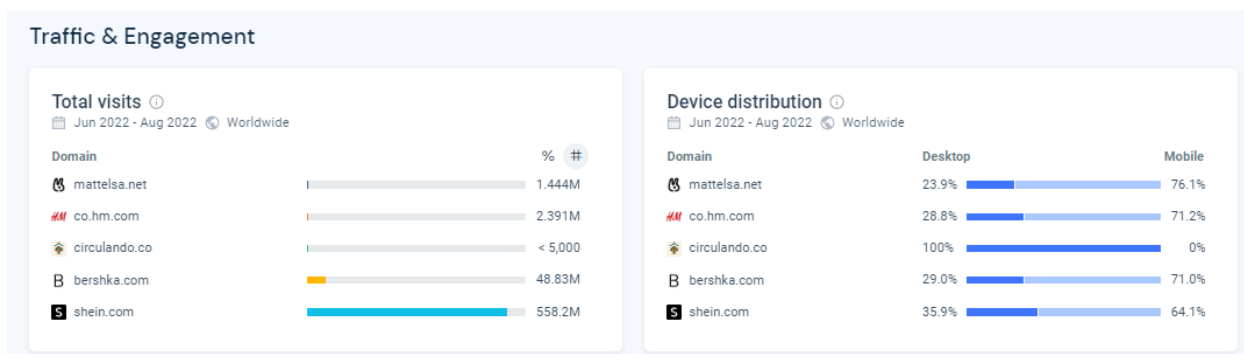 Traffic & Engagement
Total visits
Jun 2022 - Aug 2022 Worldwide
Domain % #
mattelsa.net 1.444M
H&M co.hm.com 2.391M
circulando.co < 5,000
B bershka.com 48.83M
S shein.com 558.2M
Device distribution
Jun 2022 - Aug 2022 Worldwide
Domain Desktop Mobile
mattelsa.net 23.9% 76.1%
H&M co.hm.com 28.8% 71.2%
circulando.co 100% 0%
B bershka.com 29.0% 71.0%
S shein.com 35.9% 64.1%